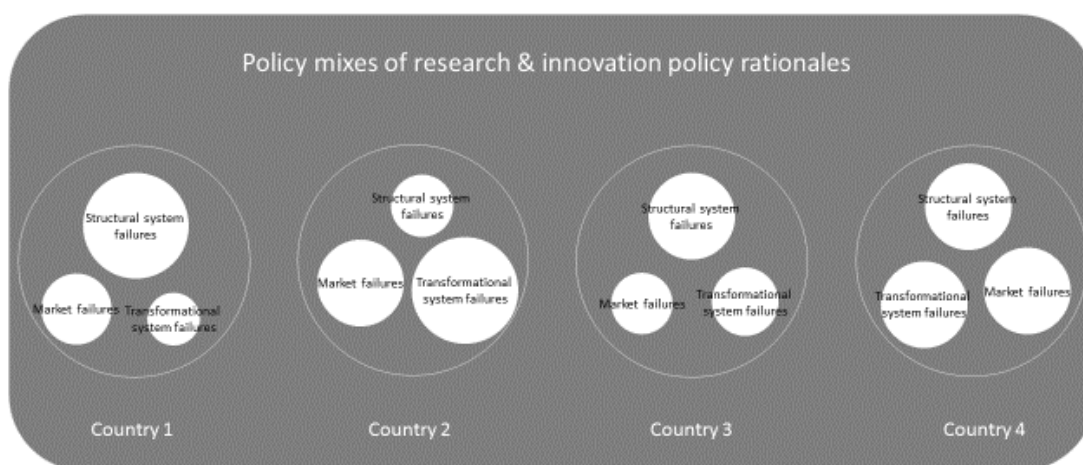 Policy mixes of research & innovation policy rationales
Structural system
failures
Market failures
Transformational
system failures
Country 1
Structural system
failures
Market failures
Transformational
system failures
Country 2
Structural system
failures
Market failures
Transformational
system failures
Country 3
Structural system
failures
Transformational
system failures
Market failures
Country 4